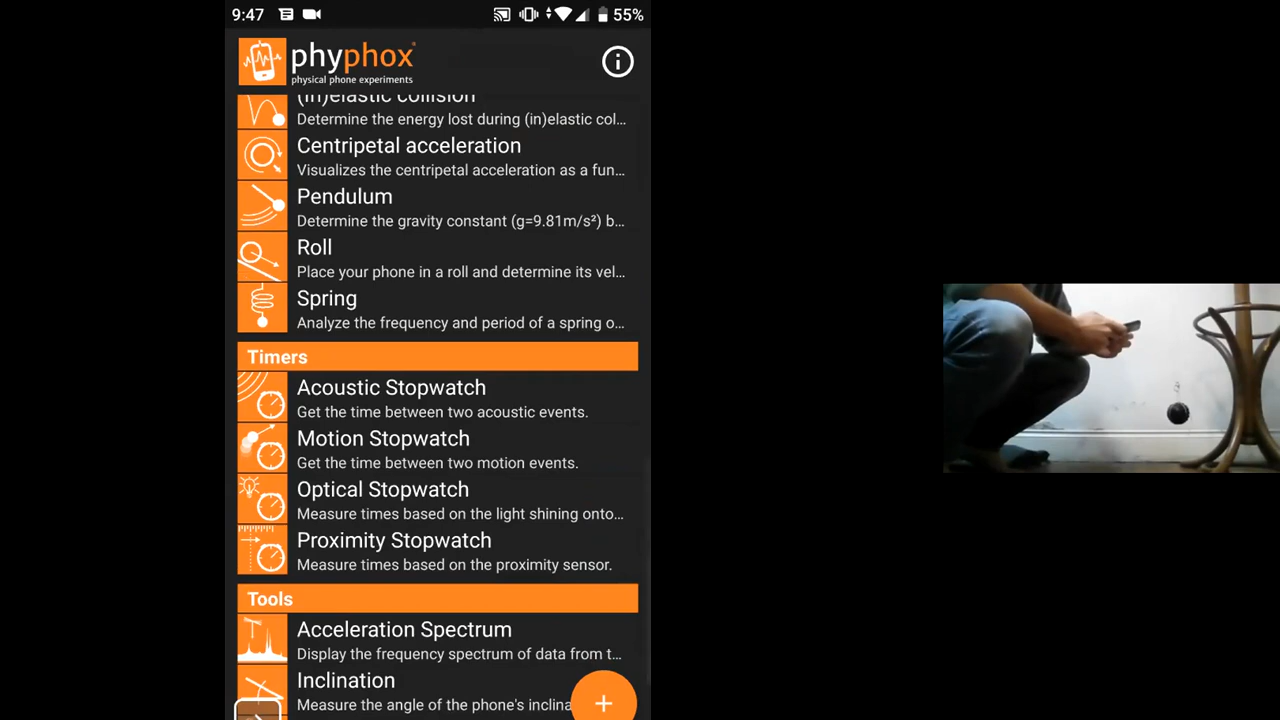 9:47
55%
phyphox
physical phone experiments
(In)elastic collision
Determine the energy lost during (in)elastic col...
Centripetal acceleration
Visualizes the centripetal acceleration as a fun...
Pendulum
Determine the gravity constant (g=9.81m/s²) b...
Roll
Place your phone in a roll and determine its vel...
Spring
Analyze the frequency and period of a spring o...
Timers
Acoustic Stopwatch
Get the time between two acoustic events.
Motion Stopwatch
Get the time between two motion events.
Optical Stopwatch
Measure times based on the light shining onto...
Proximity Stopwatch
Measure times based on the proximity sensor.
Tools
Acceleration Spectrum
Display the frequency spectrum of data from t...
Inclination
Measure the angle of the phone's inclina